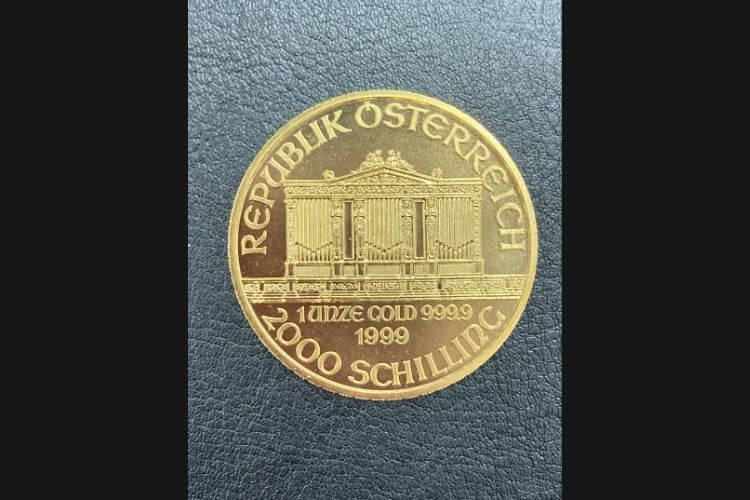 REPUBLIK ÖSTERREICH
1 UNZE GOLD 999.9
1999
2000 SCHILLING